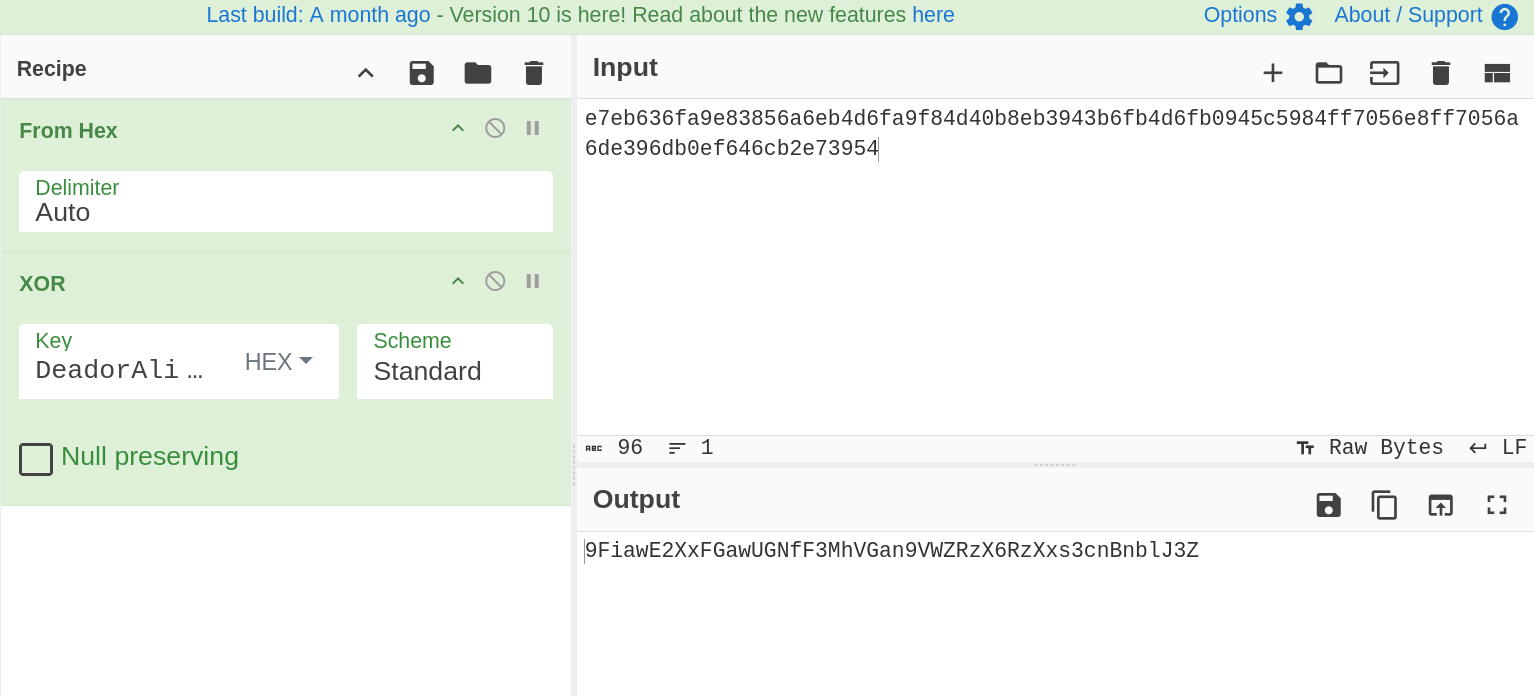 Last build: A month ago - Version 10 is here! Read about the new features here
Options
About / Support
Recipe
From Hex
Delimiter
Auto
XOR
Key
DeadorAli …
HEX
Scheme
Standard
Null preserving
Input
e7eb636fa9e83856a6eb4d6fa9f84d40b8eb3943b6fb4d6fb0945c5984ff7056e8ff7056a
6de396db0ef646cb2e73954
ABC 96
1
Raw Bytes
LF
Output
9FiawE2XxFGawUGNfF3MhVGan9VWZRzX6RzXxs3cnBnblJ3Z